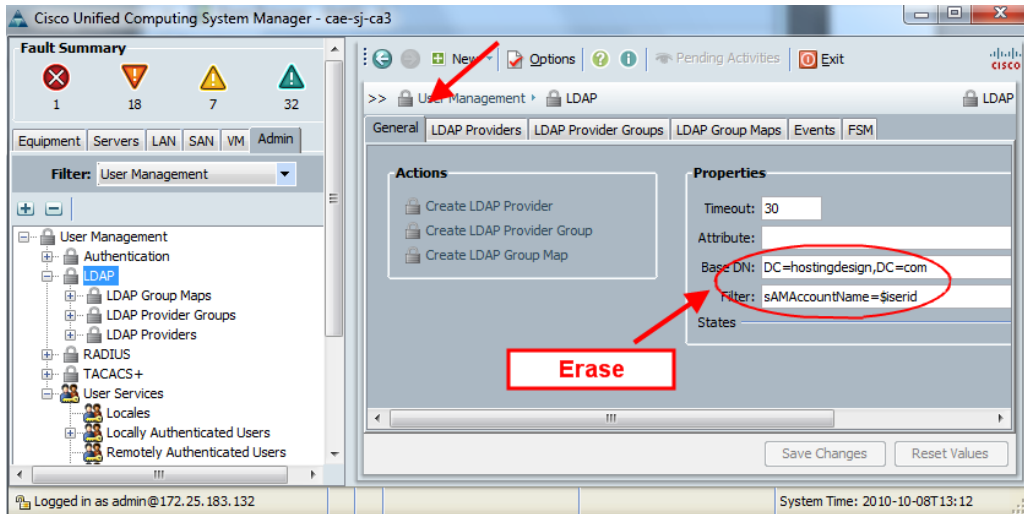 Cisco Unified Computing System Manager - cae-sj-ca3
Fault Summary
1 18 7 32
Equipment Servers LAN SAN VM Admin
Filter: User Management
User Management
Authentication
LDAP
LDAP Group Maps
LDAP Provider Groups
LDAP Providers
RADIUS
TACACS+
User Services
Locales
Locally Authenticated Users
Remotely Authenticated Users
New Options Pending Activities Exit
CISCO
>> User Management LDAP LDAP
General LDAP Providers LDAP Provider Groups LDAP Group Maps Events FSM
Actions
Create LDAP Provider
Create LDAP Provider Group
Create LDAP Group Map
Properties
Timeout: 30
Attribute:
Base DN: DC=hostingdesign,DC=com
Filter: sAMAccountName=$iserid
States
Erase
Save Changes Reset Values
Logged in as admin@172.25.183.132
System Time: 2010-10-08T13:12